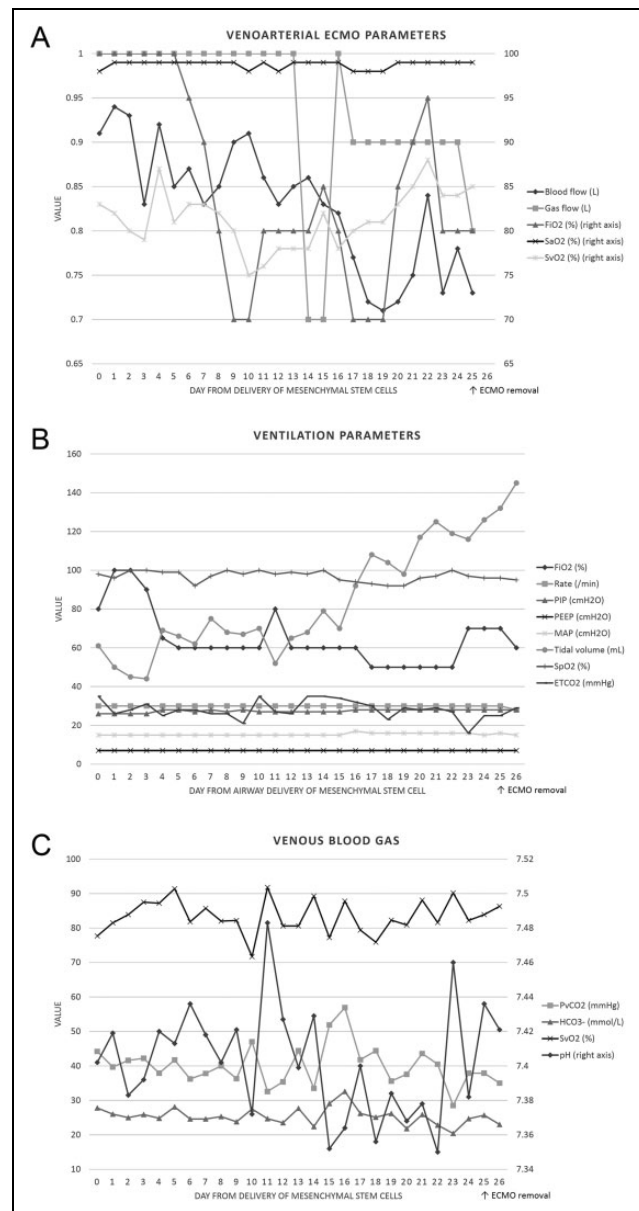 A
VENOARTERIAL ECMO PARAMETERS
1
0.95
0.9
0.85
0.8
0.75
0.7
0.65
VALUE
100
95
90
85
80
75
70
65
0 1 2 3 4 5 6 7 8 9 10 11 12 13 14 15 16 17 18 19 20 21 22 23 24 25 26
DAY FROM DELIVERY OF MESENCHYMAL STEM CELLS
↑ ECMO removal
Blood flow (L)
Gas flow (L)
FiO2 (%) (right axis)
SaO2 (%) (right axis)
SvO2 (%) (right axis)
B
VENTILATION PARAMETERS
160
140
120
100
80
60
40
20
0
VALUE
0 1 2 3 4 5 6 7 8 9 10 11 12 13 14 15 16 17 18 19 20 21 22 23 24 25 26
DAY FROM AIRWAY DELIVERY OF MESENCHYMAL STEM CELL
↑ ECMO removal
FiO2 (%)
Rate (/min)
PIP (cmH2O)
PEEP (cmH2O)
MAP (cmH2O)
Tidal volume (mL)
SpO2 (%)
ETCO2 (mmHg)
C
VENOUS BLOOD GAS
100
90
80
70
60
50
40
30
20
10
VALUE
7.52
7.5
7.48
7.46
7.44
7.42
7.4
7.38
7.36
7.34
0 1 2 3 4 5 6 7 8 9 10 11 12 13 14 15 16 17 18 19 20 21 22 23 24 25 26
DAY FROM DELIVERY OF MESENCHYMAL STEM CELLS
↑ ECMO removal
PvCO2 (mmHg)
HCO3- (mmol/L)
SvO2 (%)
pH (right axis)